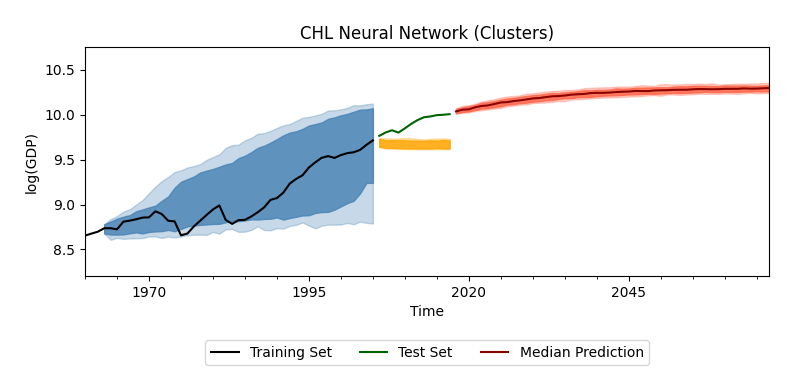 CHL Neural Network (Clusters)
10.5
10.0
9.5
9.0
8.5
log(GDP)
1970 1995 2020 2045
Time
Training Set Test Set Median Prediction